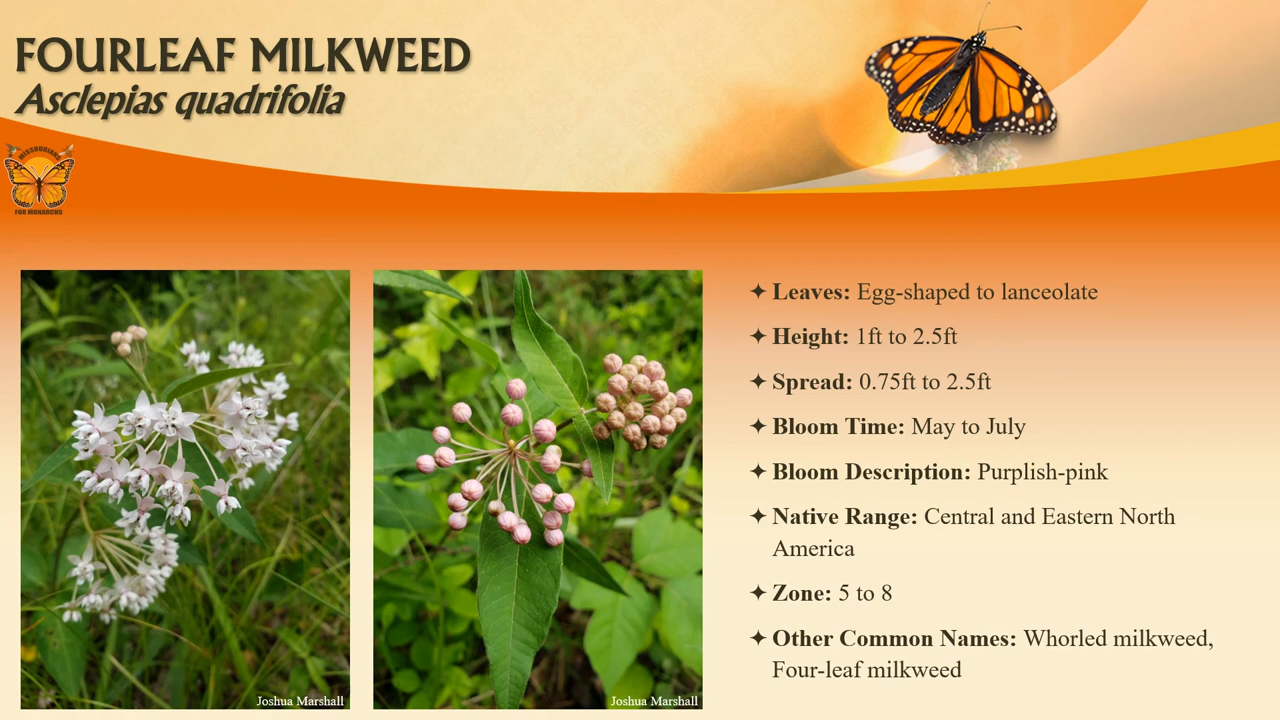 FOURLEAF MILKWEED
Asclepias quadrifolia
MISSOURIANS
FOR MONARCHS
✦ Leaves: Egg-shaped to lanceolate
✦ Height: 1ft to 2.5ft
✦ Spread: 0.75ft to 2.5ft
✦ Bloom Time: May to July
✦ Bloom Description: Purplish-pink
✦ Native Range: Central and Eastern North
America
✦ Zone: 5 to 8
✦ Other Common Names: Whorled milkweed,
Four-leaf milkweed
Joshua Marshall
Joshua Marshall